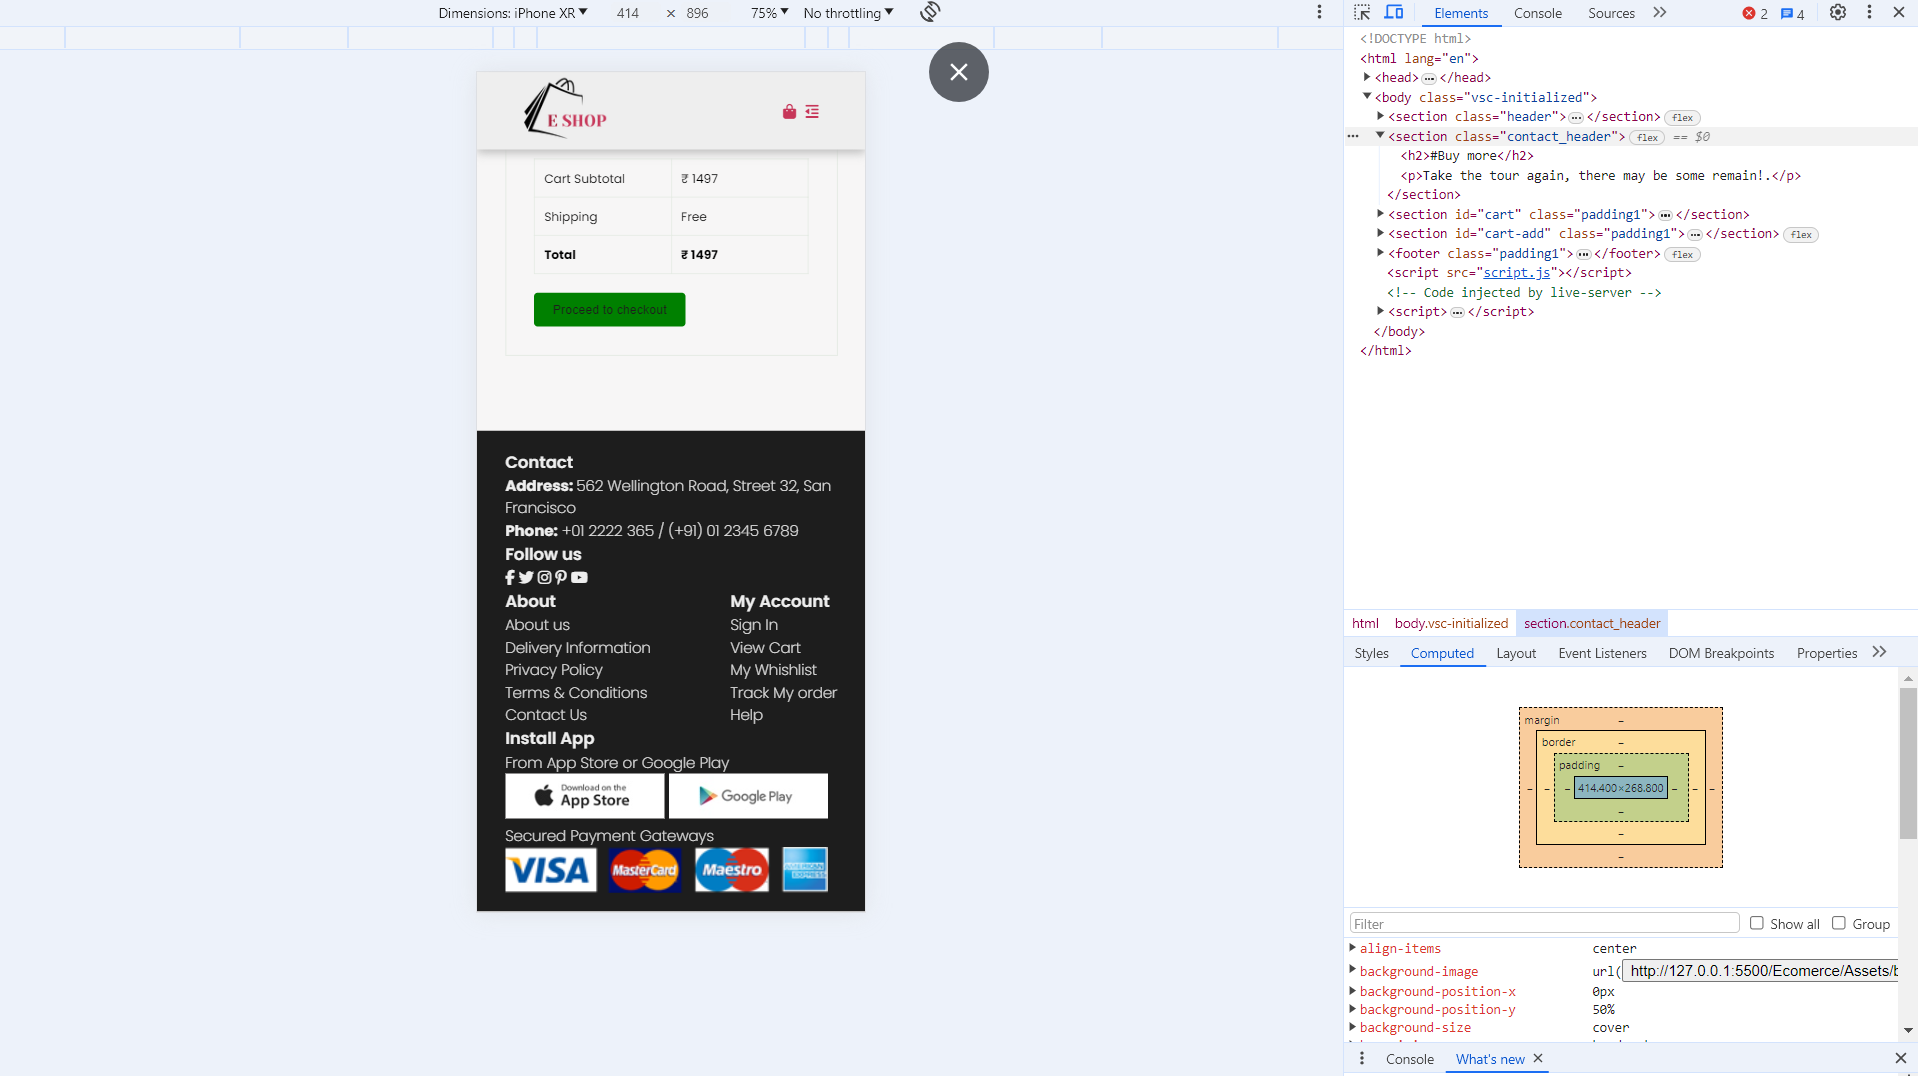 Dimensions: iPhone XR 414 × 896 75% No throttling
E SHOP
Cart Subtotal ₹ 1497
Shipping Free
Total ₹ 1497
Proceed to checkout
Contact
Address: 562 Wellington Road, Street 32, San
Francisco
Phone: +01 2222 365 / (+91) 01 2345 6789
Follow us
About
About us
Delivery Information
Privacy Policy
Terms & Conditions
Contact Us
My Account
Sign In
View Cart
My Whishlist
Track My order
Help
Install App
From App Store or Google Play
Download on the
App Store
Google Play
Secured Payment Gateways
VISA MasterCard Maestro AMERICAN
EXPRESS
Elements Console Sources 2 4
<!DOCTYPE html>
<html lang="en">
<head>…</head>
<body class="vsc-initialized">
<section class="header">…</section> flex
… <section class="contact_header"> flex == $0
<h2>#Buy more</h2>
<p>Take the tour again, there may be some remain!.</p>
</section>
<section id="cart" class="padding1">…</section>
<section id="cart-add" class="padding1">…</section> flex
<footer class="padding1">…</footer> flex
<script src="script.js"></script>
<!-- Code injected by live-server -->
<script>…</script>
</body>
</html>
html body.vsc-initialized section.contact_header
Styles Computed Layout Event Listeners DOM Breakpoints Properties
margin –
border –
padding –
– – – 414.400×268.800 – – –
–
–
–
Filter Show all Group
align-items center
background-image url( http://127.0.0.1:5500/Ecomerce/Assets/b
background-position-x 0px
background-position-y 50%
background-size cover
Console What's new